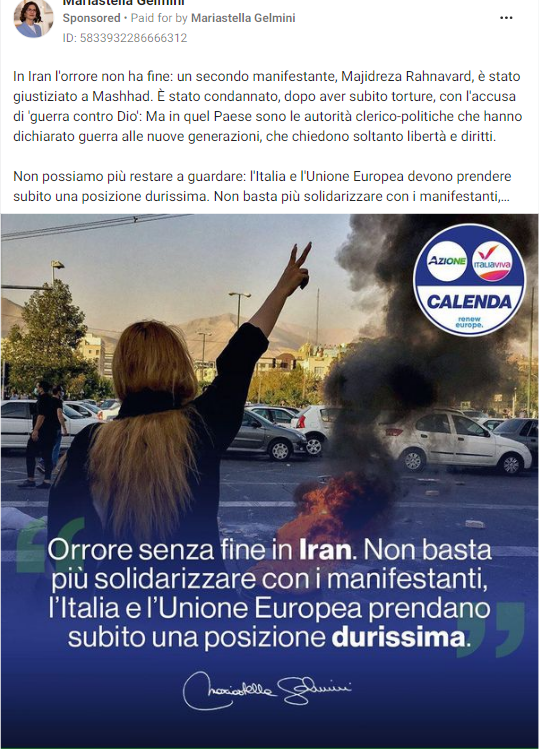 Mariastella Gelmini
Sponsored • Paid for by Mariastella Gelmini
ID: 5833932286666312
In Iran l'orrore non ha fine: un secondo manifestante, Majidreza Rahnavard, è stato
giustiziato a Mashhad. È stato condannato, dopo aver subito torture, con l'accusa
di 'guerra contro Dio': Ma in quel Paese sono le autorità clerico-politiche che hanno
dichiarato guerra alle nuove generazioni, che chiedono soltanto libertà e diritti.
Non possiamo più restare a guardare: l'Italia e l'Unione Europea devono prendere
subito una posizione durissima. Non basta più solidarizzare con i manifestanti,...
AZIONE
ITALIAVIVA
CALENDA
renew
europe.
Orrore senza fine in Iran. Non basta
più solidarizzare con i manifestanti,
l'Italia e l'Unione Europea prendano
subito una posizione durissima.
Mariastella Gelmini